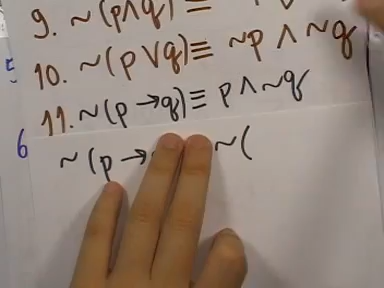 9. ~(p∧q) ≡
10. ~(p∨q) ≡ ~p ∧ ~q
11. ~(p→q) ≡ p ∧ ~q
6
~(p→ ~(